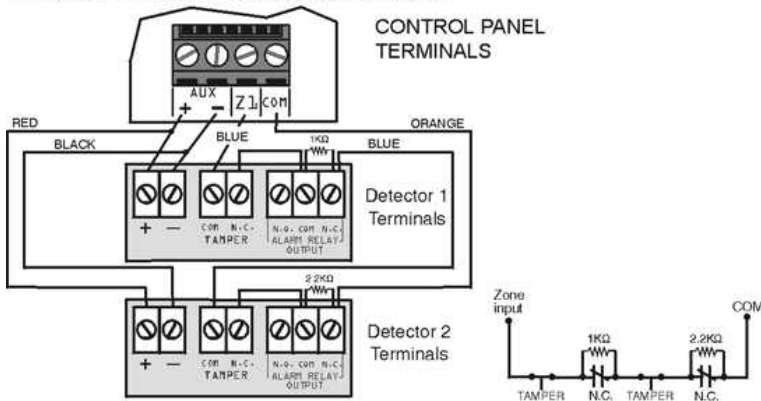 CONTROL PANEL
TERMINALS
AUX
+ − Z1 COM
RED
BLACK
BLUE
1KΩ
ORANGE
BLUE
Detector 1
Terminals
+ − COM N.C. N.O. COM N.C.
TAMPER
ALARM RELAY
OUTPUT
2.2KΩ
Detector 2
Terminals
+ − COM N.C. N.O. COM N.C.
TAMPER
ALARM RELAY
OUTPUT
Zone
input
COM
1KΩ
2.2KΩ
TAMPER N.C. TAMPER N.C.